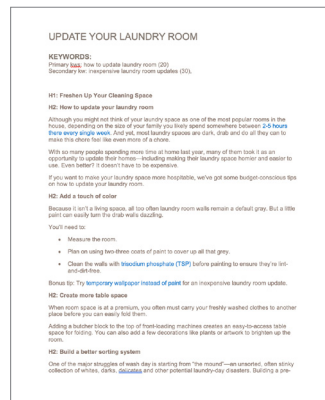 UPDATE YOUR LAUNDRY ROOM
KEYWORDS:
Primary kws: how to update laundry room (20)
Secondary kw: inexpensive laundry room updates (30),
H1: Freshen Up Your Cleaning Space
H2: How to update your laundry room
Although you might not think of your laundry space as one of the most popular rooms in the
house, depending on the size of your family you likely spend somewhere between 2-5 hours
there every single week. And yet, most laundry spaces are dark, drab and do all they can to
make this chore feel like even more of a chore.
With so many people spending more time at home last year, many of them took it as an
opportunity to update their homes—including making their laundry space homier and easier to
use. Even better? It doesn't have to be expensive.
If you want to make your laundry space more hospitable, we've got some budget-conscious tips
on how to update your laundry room.
H2: Add a touch of color
Because it isn't a living space, all too often laundry room walls remain a default gray. But a little
paint can easily turn the drab walls dazzling.
You'll need to:
• Measure the room.
• Plan on using two-three coats of paint to cover up all that grey.
• Clean the walls with trisodium phosphate (TSP) before painting to ensure they're lint-
and-dirt-free.
Bonus tip: Try temporary wallpaper instead of paint for an inexpensive laundry room update.
H2: Create more table space
When room space is at a premium, you often must carry your freshly washed clothes to another
place before you can easily fold them.
Adding a butcher block to the top of front-loading machines creates an easy-to-access table
space for folding. You can also add a few decorations like plants or artwork to brighten up the
room.
H2: Build a better sorting system
One of the major struggles of wash day is starting from "the mound"—an unsorted, often stinky
collection of whites, darks, delicates and other potential laundry-day disasters. Building a pre-